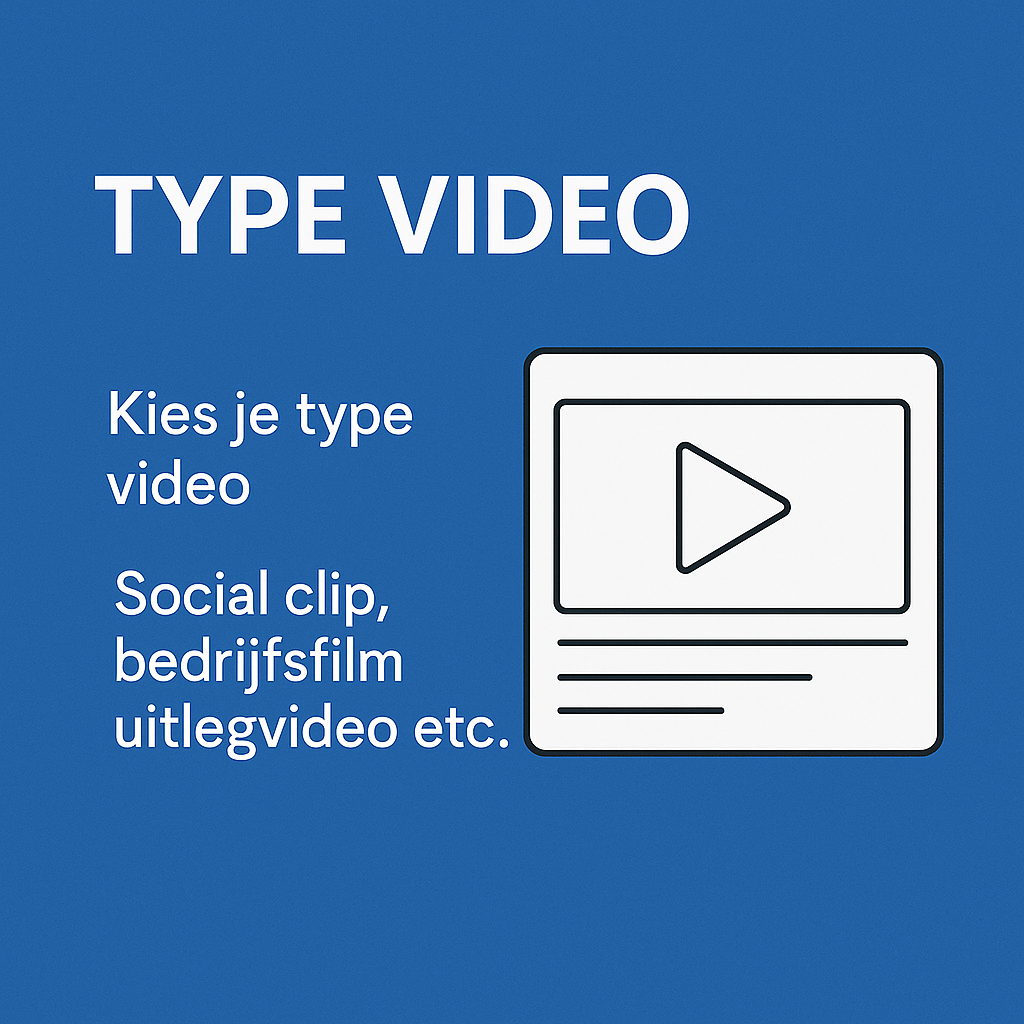 TYPE VIDEO
Kies je type
video
Social clip,
bedrijfsfilm
uitlegvideo etc.